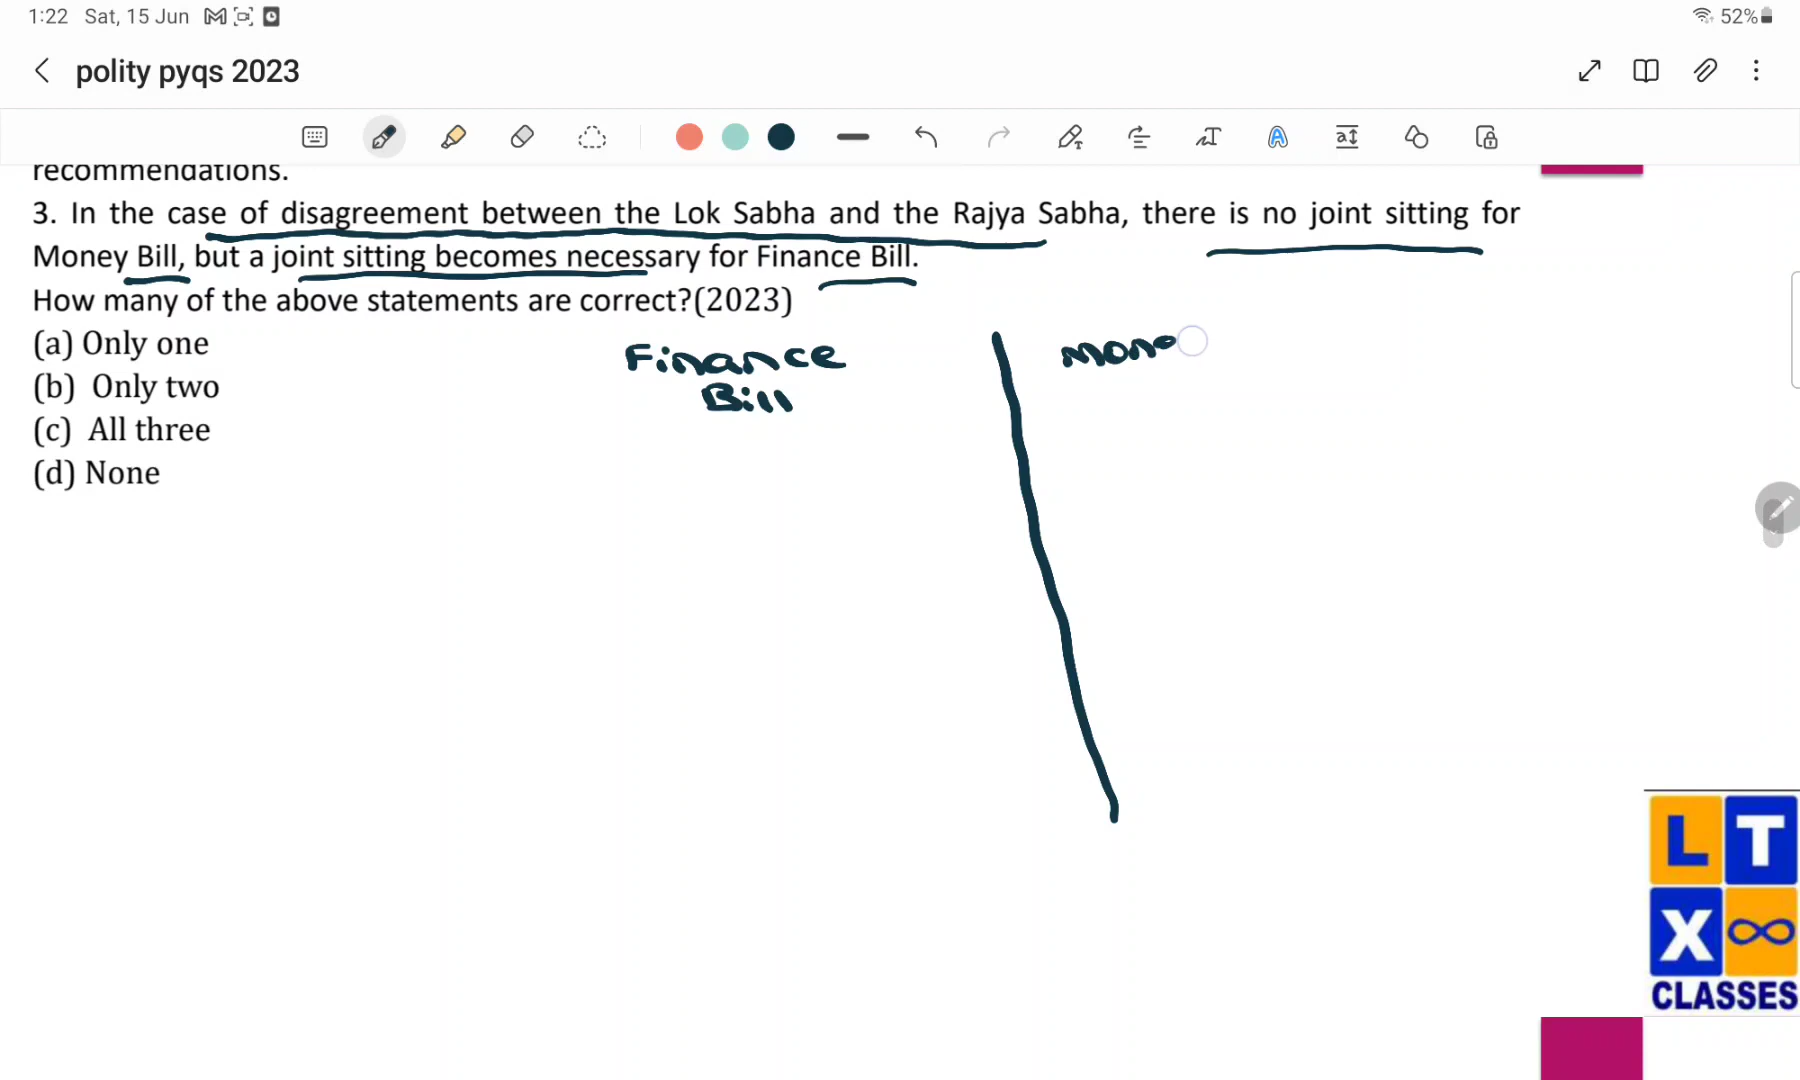 1:22 Sat, 15 Jun 52%
polity pyqs 2023
recommendations.
3. In the case of disagreement between the Lok Sabha and the Rajya Sabha, there is no joint sitting for
Money Bill, but a joint sitting becomes necessary for Finance Bill.
How many of the above statements are correct?(2023)
(a) Only one
(b) Only two
(c) All three
(d) None
Finance
Bill
Mone
L T
X ∞
CLASSES